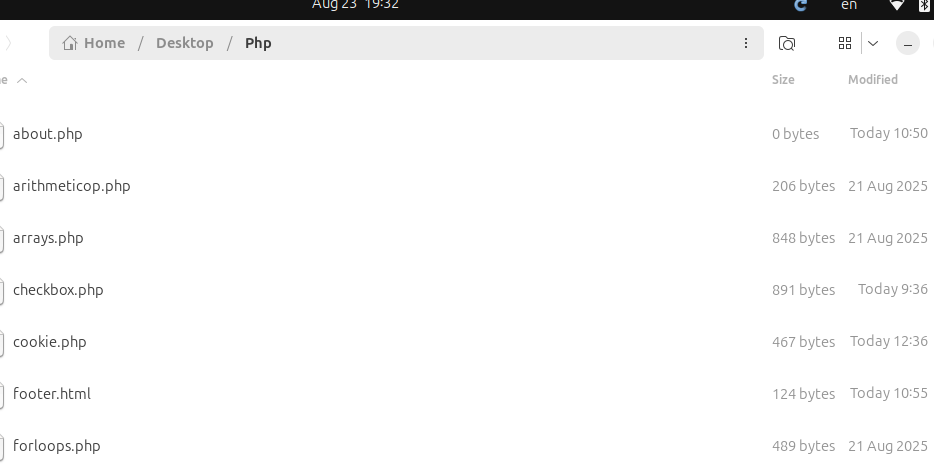 Aug 23 19:32
en
Home / Desktop / Php
Size Modified
about.php 0 bytes Today 10:50
arithmeticop.php 206 bytes 21 Aug 2025
arrays.php 848 bytes 21 Aug 2025
checkbox.php 891 bytes Today 9:36
cookie.php 467 bytes Today 12:36
footer.html 124 bytes Today 10:55
forloops.php 489 bytes 21 Aug 2025